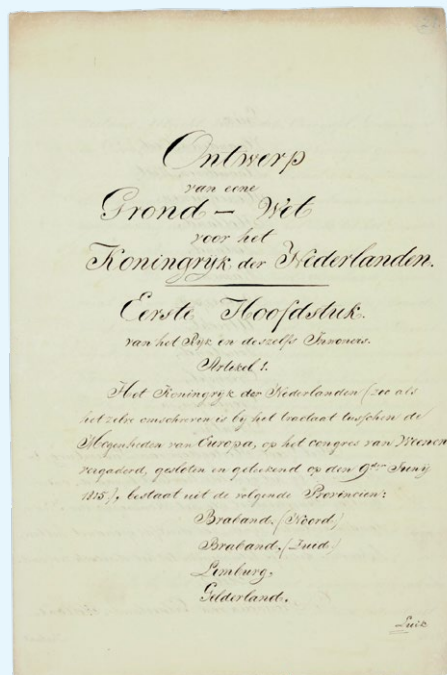 Ontwerp
van eene
Grond - Wet
voor het
Koningryk der Nederlanden.
Eerste Hoofdstuk.
van het Ryk en deszelfs Inwoners.
Artikel 1.
Het Koningryk der Nederlanden (zoo als
hetzelve omschreven is by het tractaat tusschen de
Mogenheden van Europa, op het congres van Weenen
vergaderd, gesloten en getekend op den 9den Juny
1815), bestaat uit de volgende Provincien:
Braband. (Noord)
Braband. (Zuid)
Limburg,
Gelderland.
Luik